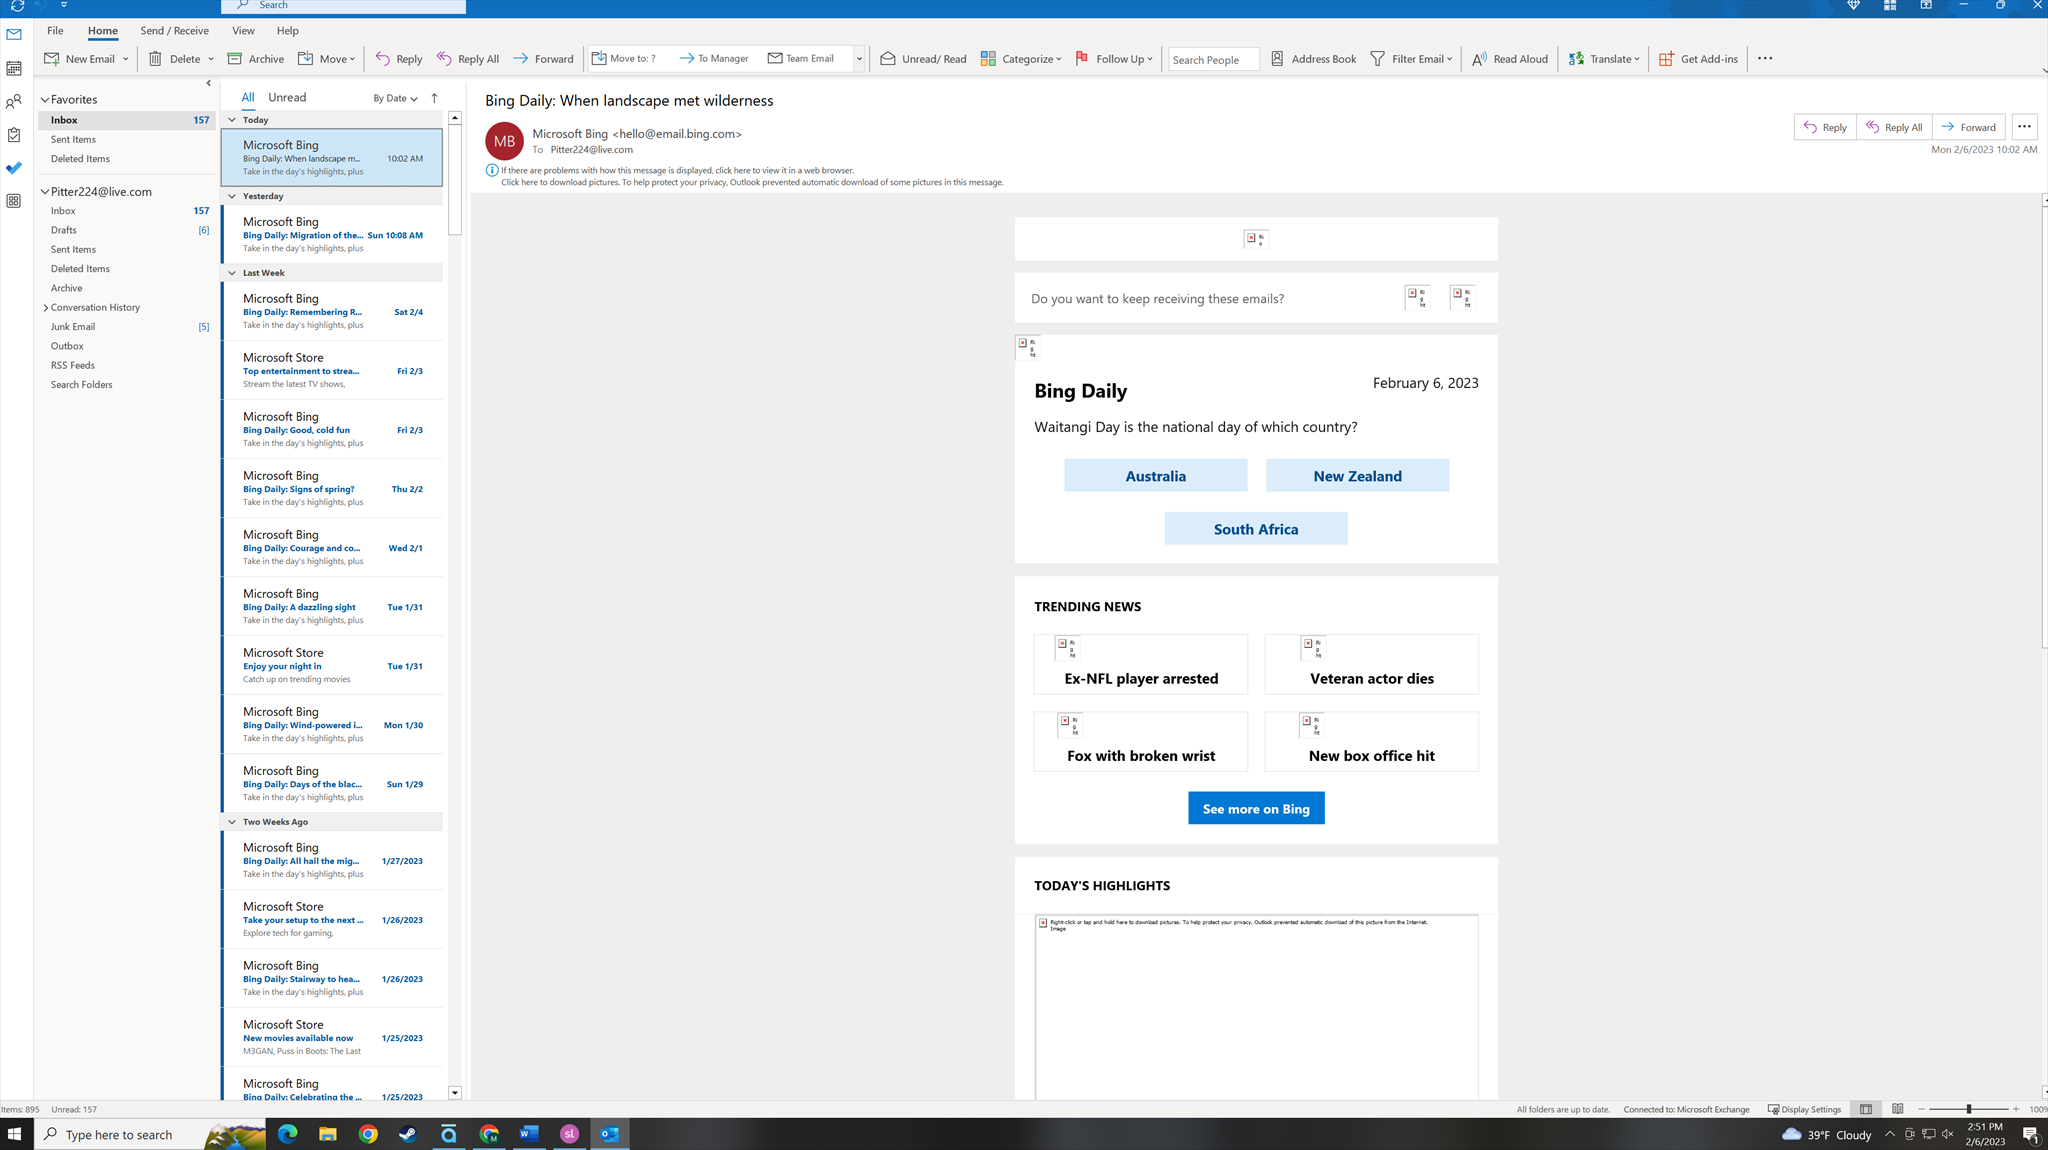 Search
File Home Send / Receive View Help
New Email Delete Archive Move Reply Reply All Forward Move to: ? To Manager Team Email Unread/ Read Categorize Follow Up Search People Address Book Filter Email Read Aloud Translate Get Add-ins ...
Favorites
Inbox 157
Sent Items
Deleted Items
Pitter224@live.com
Inbox 157
Drafts [6]
Sent Items
Deleted Items
Archive
Conversation History
Junk Email [5]
Outbox
RSS Feeds
Search Folders
All Unread By Date
Today
Microsoft Bing
Bing Daily: When landscape m... 10:02 AM
Take in the day's highlights, plus
Yesterday
Microsoft Bing
Bing Daily: Migration of the... Sun 10:08 AM
Take in the day's highlights, plus
Last Week
Microsoft Bing
Bing Daily: Remembering R... Sat 2/4
Take in the day's highlights, plus
Microsoft Store
Top entertainment to strea... Fri 2/3
Stream the latest TV shows,
Microsoft Bing
Bing Daily: Good, cold fun Fri 2/3
Take in the day's highlights, plus
Microsoft Bing
Bing Daily: Signs of spring? Thu 2/2
Take in the day's highlights, plus
Microsoft Bing
Bing Daily: Courage and co... Wed 2/1
Take in the day's highlights, plus
Microsoft Bing
Bing Daily: A dazzling sight Tue 1/31
Take in the day's highlights, plus
Microsoft Store
Enjoy your night in Tue 1/31
Catch up on trending movies
Microsoft Bing
Bing Daily: Wind-powered i... Mon 1/30
Take in the day's highlights, plus
Microsoft Bing
Bing Daily: Days of the blac... Sun 1/29
Take in the day's highlights, plus
Two Weeks Ago
Microsoft Bing
Bing Daily: All hail the mig... 1/27/2023
Take in the day's highlights, plus
Microsoft Store
Take your setup to the next ... 1/26/2023
Explore tech for gaming,
Microsoft Bing
Bing Daily: Stairway to hea... 1/26/2023
Take in the day's highlights, plus
Microsoft Store
New movies available now 1/25/2023
M3GAN, Puss in Boots: The Last
Microsoft Bing
Bing Daily: Celebrating the ... 1/25/2023
Bing Daily: When landscape met wilderness
MB
Microsoft Bing <hello@email.bing.com>
To Pitter224@live.com
Reply Reply All Forward ...
Mon 2/6/2023 10:02 AM
If there are problems with how this message is displayed, click here to view it in a web browser.
Click here to download pictures. To help protect your privacy, Outlook prevented automatic download of some pictures in this message.
Do you want to keep receiving these emails?
Bing Daily
February 6, 2023
Waitangi Day is the national day of which country?
Australia New Zealand
South Africa
TRENDING NEWS
Ex-NFL player arrested Veteran actor dies
Fox with broken wrist New box office hit
See more on Bing
TODAY'S HIGHLIGHTS
Right-click or tap and hold here to download pictures. To help protect your privacy, Outlook prevented automatic download of this picture from the Internet.
Image
Items: 895 Unread: 157 All folders are up to date. Connected to: Microsoft Exchange Display Settings 100%
Type here to search 39°F Cloudy 2:51 PM
2/6/2023